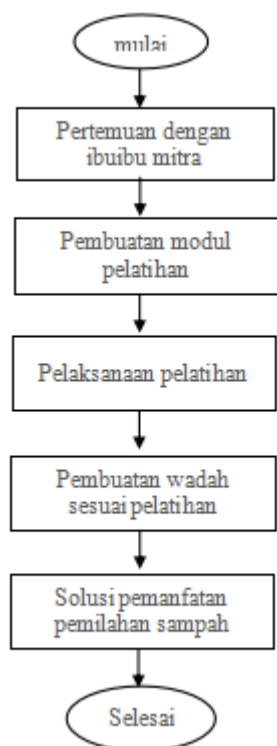 mulai
Pertemuan dengan
ibuibu mitra
Pembuatan modul
pelatihan
Pelaksanaan pelatihan
Pembuatan wadah
sesuai pelatihan
Solusi pemanfatan
pemilahan sampah
Selesai